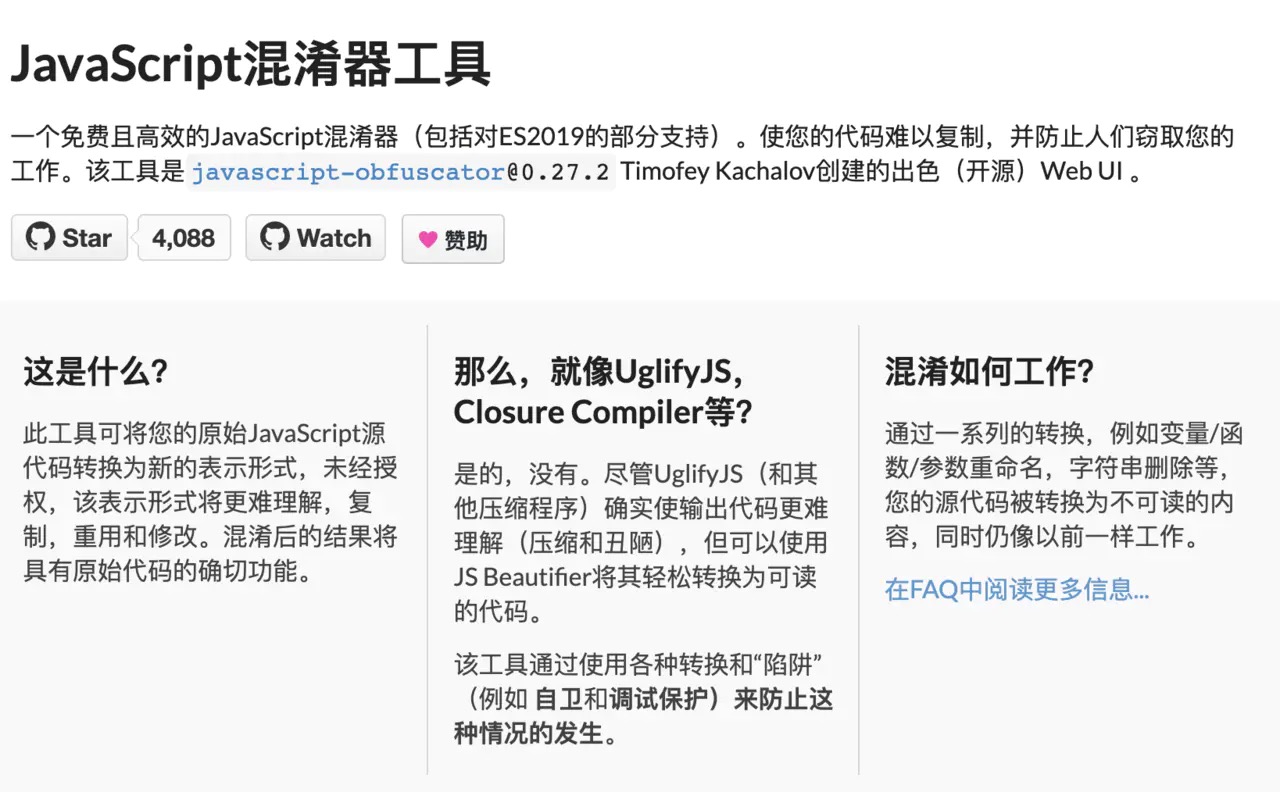 JavaScript混淆器工具
一个免费且高效的JavaScript混淆器（包括对ES2019的部分支持）。使您的代码难以复制，并防止人们窃取您的
工作。该工具是 javascript-obfuscator@0.27.2 Timofey Kachalov创建的出色（开源）Web UI 。
Star 4,088 Watch 赞助
这是什么？
此工具可将您的原始JavaScript源
代码转换为新的表示形式，未经授
权，该表示形式将更难理解，复
制，重用和修改。混淆后的结果将
具有原始代码的确切功能。
那么，就像UglifyJS，
Closure Compiler等？
是的，没有。尽管UglifyJS（和其
他压缩程序）确实使输出代码更难
理解（压缩和丑陋），但可以使用
JS Beautifier将其轻松转换为可读
的代码。
该工具通过使用各种转换和“陷阱”
（例如 自卫和调试保护）来防止这
种情况的发生。
混淆如何工作？
通过一系列的转换，例如变量/函
数/参数重命名，字符串删除等，
您的源代码被转换为不可读的内
容，同时仍像以前一样工作。
在FAQ中阅读更多信息...